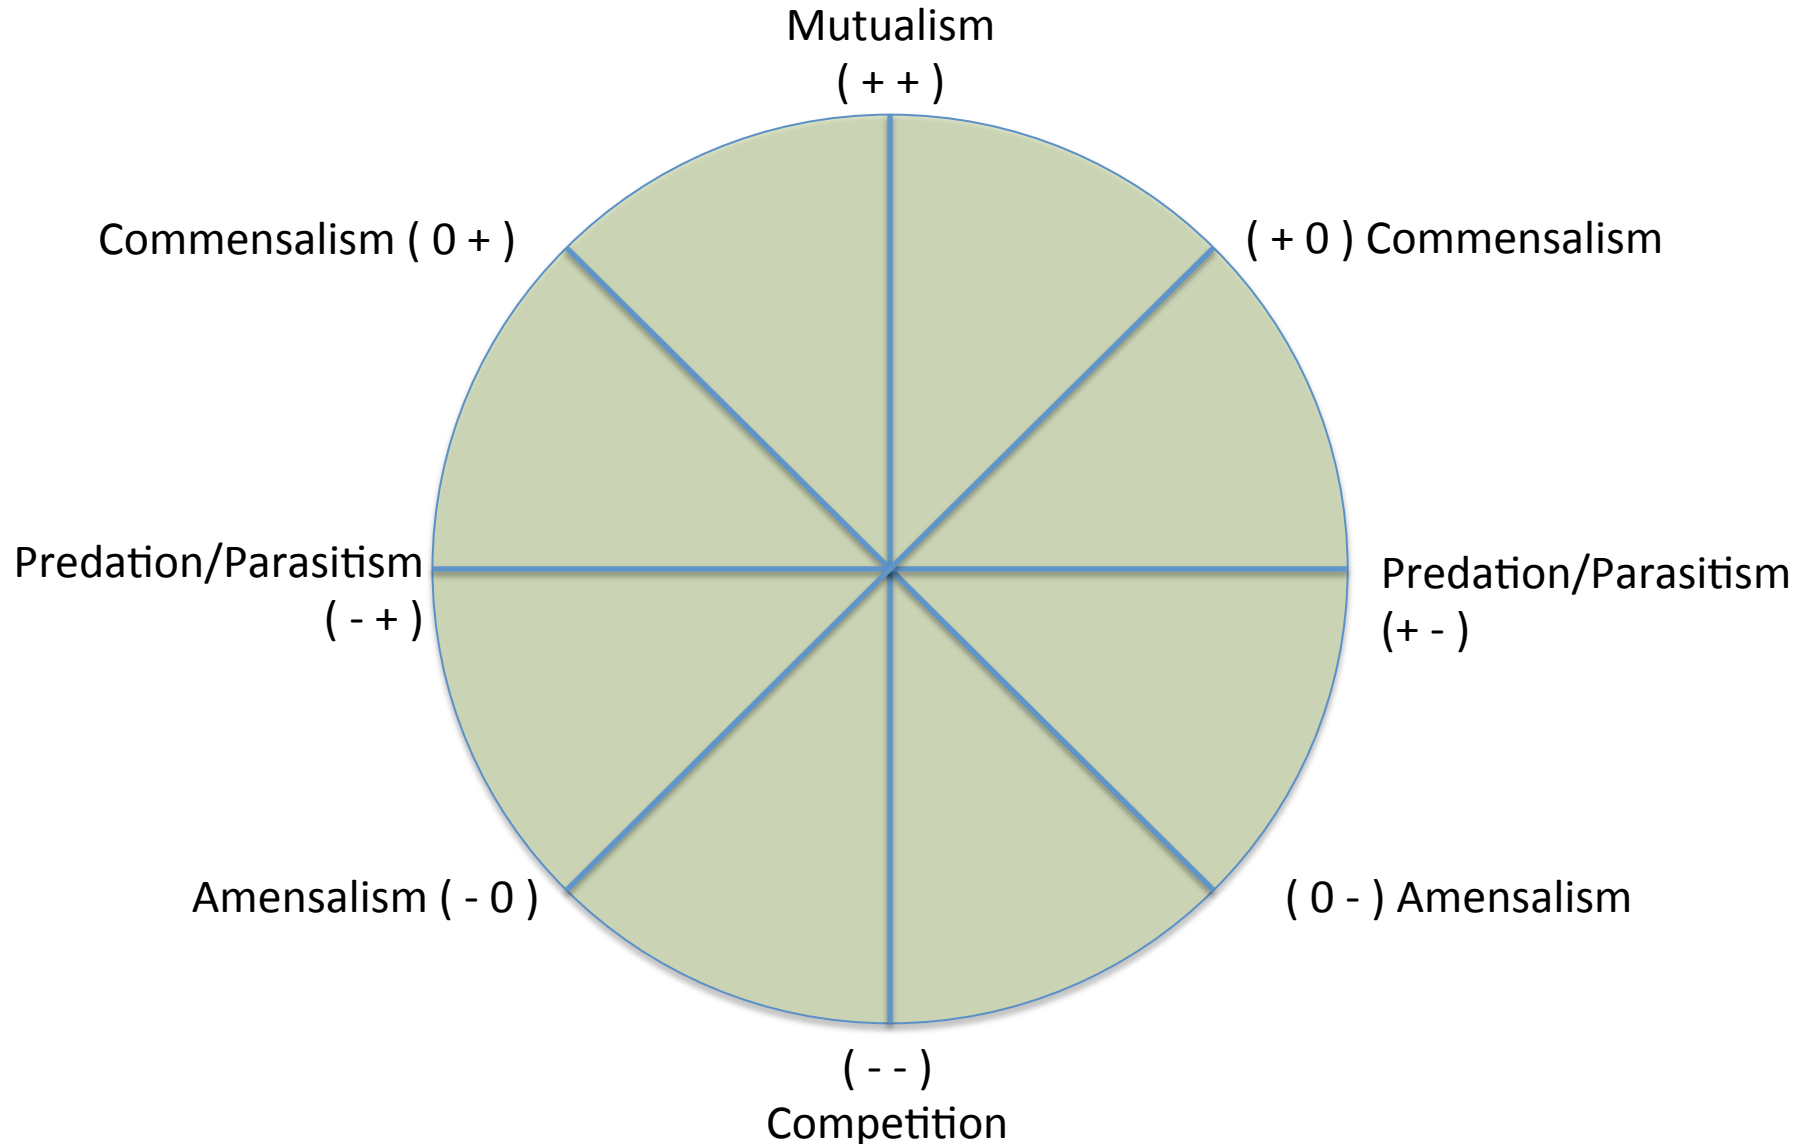 Mutualism
( + + )
Commensalism ( 0 + )
( + 0 ) Commensalism
Predation/Parasitism
( - + )
Predation/Parasitism
(+ - )
Amensalism ( - 0 )
( 0 - ) Amensalism
( - - )
Competition